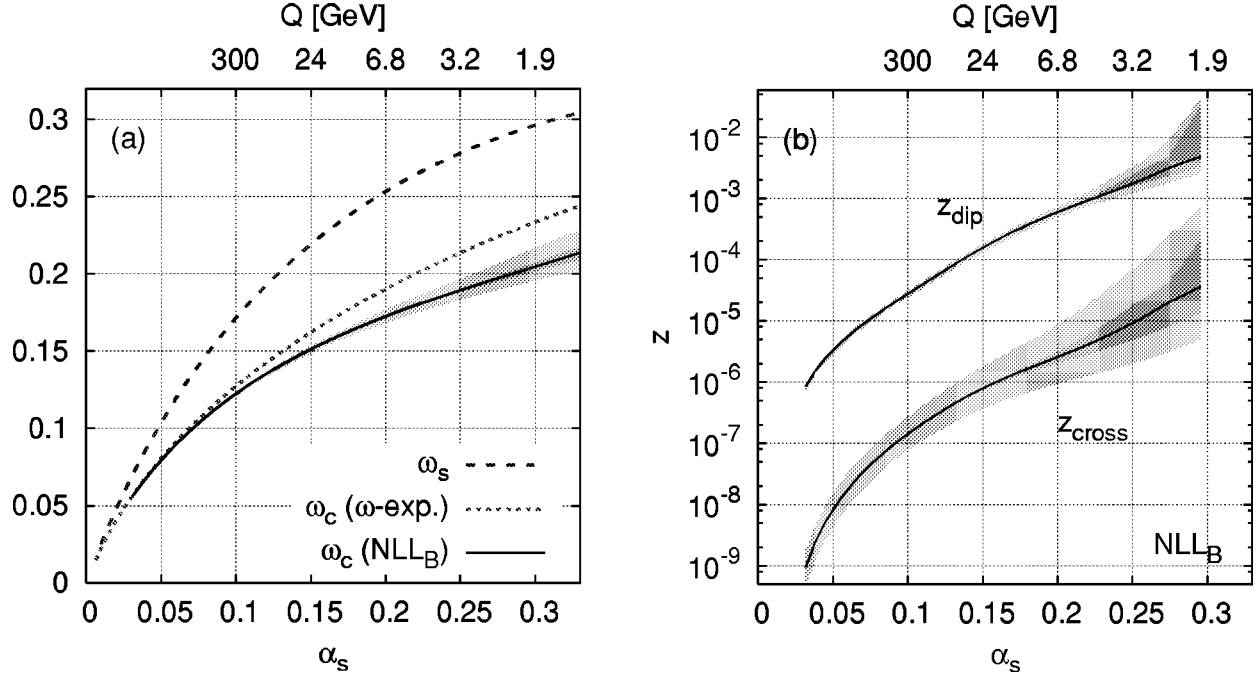 Q [GeV]
300 24 6.8 3.2 1.9
(a)
0.3
0.25
0.2
0.15
0.1
0.05
0
ωs
ωc (ω-exp.)
ωc (NLLB)
0 0.05 0.1 0.15 0.2 0.25 0.3
αs
Q [GeV]
300 24 6.8 3.2 1.9
(b)
z
10-2
10-3
10-4
10-5
10-6
10-7
10-8
10-9
zdip
zcross
NLLB
0 0.05 0.1 0.15 0.2 0.25 0.3
αs